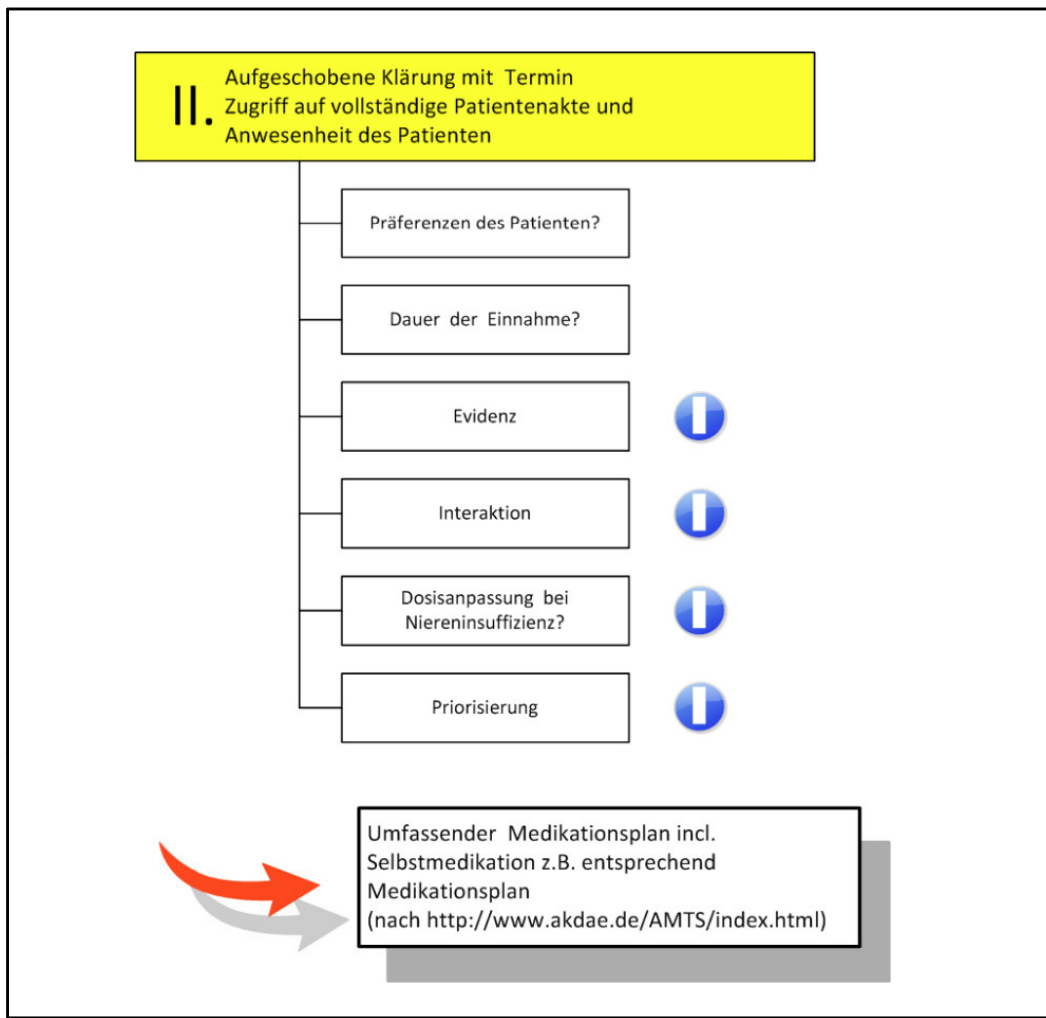 II.
Aufgeschobene Klärung mit Termin
Zugriff auf vollständige Patientenakte und
Anwesenheit des Patienten
Präferenzen des Patienten?
Dauer der Einnahme?
Evidenz
Interaktion
Dosisanpassung bei
Niereninsuffizienz?
Priorisierung
Umfassender Medikationsplan incl.
Selbstmedikation z.B. entsprechend
Medikationsplan
(nach http://www.akdae.de/AMTS/index.html)